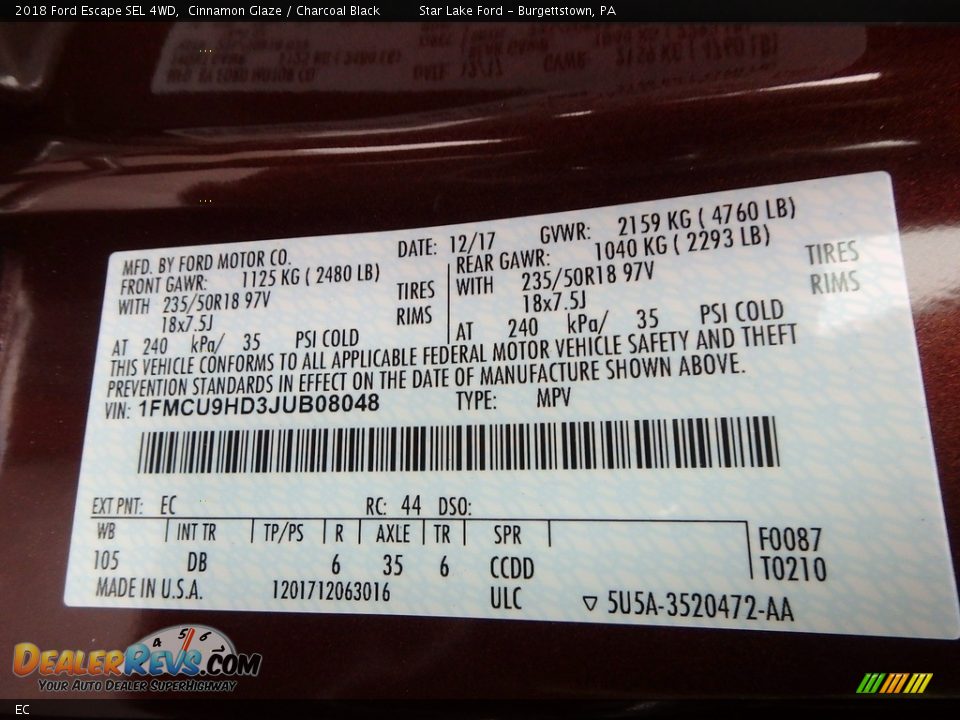 2018 Ford Escape SEL 4WD, Cinnamon Glaze / Charcoal Black Star Lake Ford - Burgettstown, PA
MFD. BY FORD MOTOR CO. DATE: 12/17 GVWR: 2159 KG ( 4760 LB)
FRONT GAWR: 1125 KG ( 2480 LB) REAR GAWR: 1040 KG ( 2293 LB)
WITH 235/50R18 97V TIRES WITH 235/50R18 97V TIRES
18x7.5J RIMS 18x7.5J RIMS
AT 240 kPa/ 35 PSI COLD AT 240 kPa/ 35 PSI COLD
THIS VEHICLE CONFORMS TO ALL APPLICABLE FEDERAL MOTOR VEHICLE SAFETY AND THEFT
PREVENTION STANDARDS IN EFFECT ON THE DATE OF MANUFACTURE SHOWN ABOVE.
VIN: 1FMCU9HD3JUB08048 TYPE: MPV
EXT PNT: EC RC: 44 DSO:
WB INT TR TP/PS R AXLE TR SPR F0087
105 DB 6 35 6 CCDD T0210
MADE IN U.S.A. 1201712063016 ULC ▽ 5U5A-3520472-AA
4 5 6
DEALERREVS.COM
YOUR AUTO DEALER SUPERHIGHWAY
EC